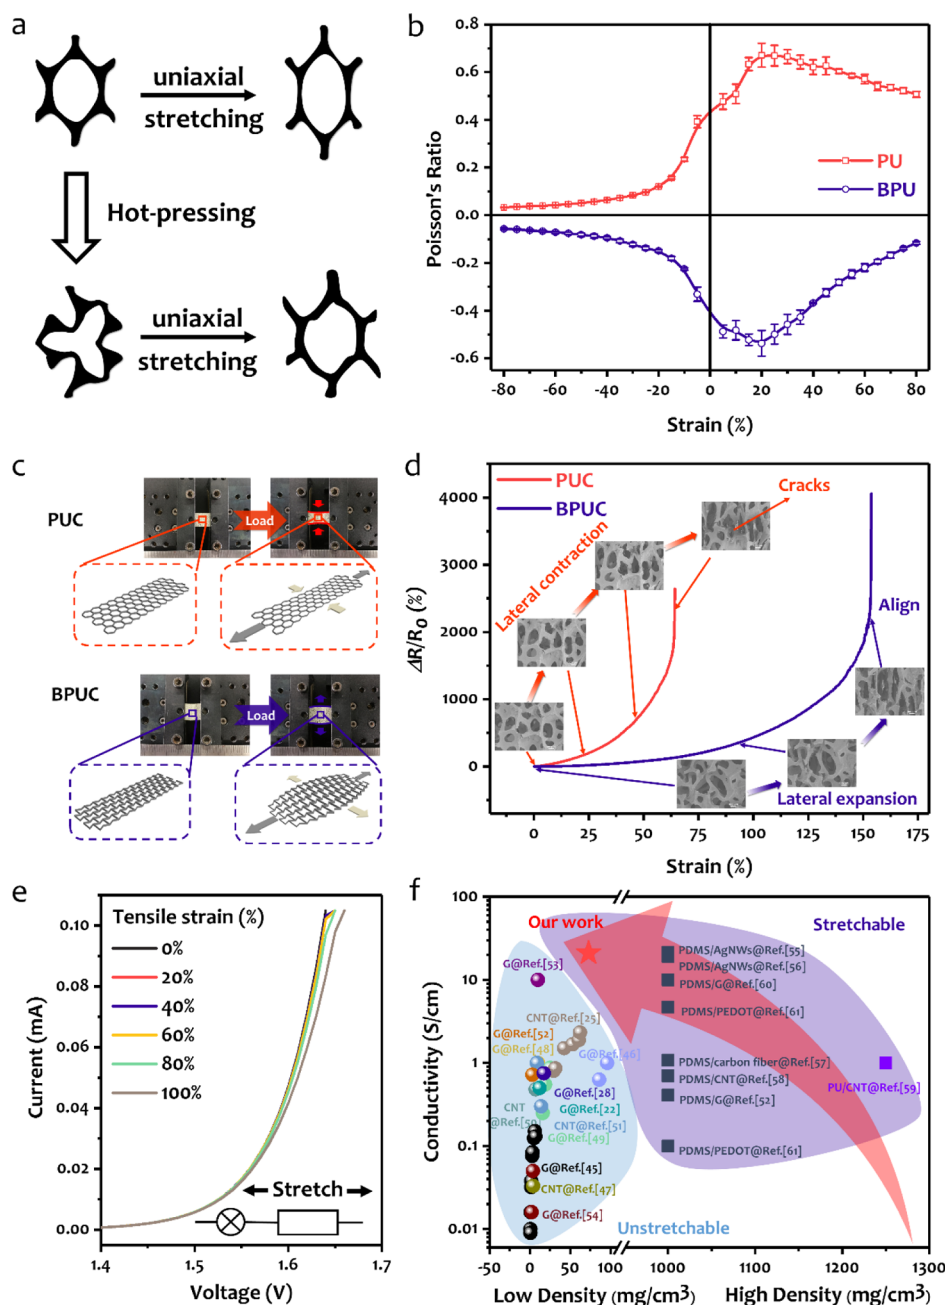 a
uniaxial
stretching
Hot-pressing
uniaxial
stretching
b
Poisson's Ratio
0.6
0.4
0.2
0.0
-0.2
-0.4
-0.6
PU
BPU
-80 -60 -40 -20 0 20 40 60 80
Strain (%)
c
PUC
Load
BPUC
Load
d
ΔR/R0 (%)
4000
3000
2000
1000
0
PUC
BPUC
Cracks
Lateral contraction
Align
Lateral expansion
0 25 50 75 100 125 150 175
Strain (%)
e
Current (mA)
0.10
0.08
0.06
0.04
0.02
0.00
Tensile strain (%)
0%
20%
40%
60%
80%
100%
Stretch
1.4 1.5 1.6 1.7
Voltage (V)
f
Conductivity (S/cm)
100
10
1
0.1
0.01
Our work
Stretchable
G@Ref.[53]
PDMS/AgNWs@Ref.[55]
PDMS/AgNWs@Ref.[56]
PDMS/G@Ref.[60]
CNT@Ref.[25]
PDMS/PEDOT@Ref.[61]
G@Ref.[52]
G@Ref.[48]
G@Ref.[46]
PDMS/carbon fiber@Ref.[57]
PDMS/CNT@Ref.[58]
PU/CNT@Ref.[59]
G@Ref.[28]
PDMS/G@Ref.[52]
CNT
@Ref.[50]
G@Ref.[22]
CNT@Ref.[51]
G@Ref.[49]
PDMS/PEDOT@Ref.[61]
G@Ref.[45]
CNT@Ref.[47]
G@Ref.[54]
Unstretchable
-50 0 50 100 1000 1100 1200 1300
Low Density (mg/cm³) High Density (mg/cm³)